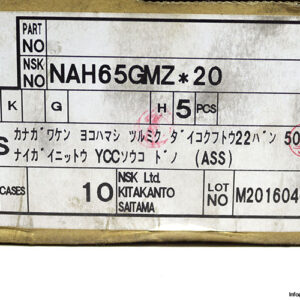 PART NO
NSK NO NAH65GMZ*20
K G H 5 PCS
S カナガワケン ヨコハマシ ツルミク ダイコクフトウ22バン 50
ナイガイニットウ YCCソウコ ドノ (ASS)
CASES 10 NSK Ltd. KITAKANTO SAITAMA LOT NO M201604